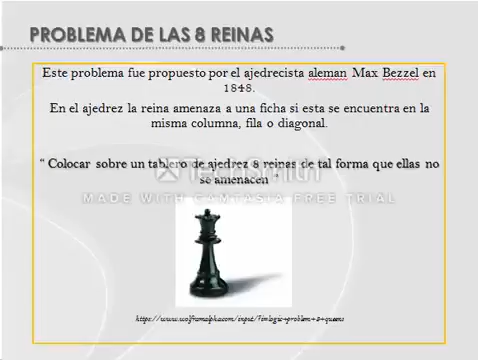 PROBLEMA DE LAS 8 REINAS
Este problema fue propuesto por el ajedrecista aleman Max Bezzel en
1848.
En el ajedrez la reina amenaza a una ficha si esta se encuentra en la
misma columna, fila o diagonal.
“ Colocar sobre un tablero de ajedrez 8 reinas de tal forma que ellas no
se amenacen ”
TechSmith
MADE WITH CAMTASIA FREE TRIAL